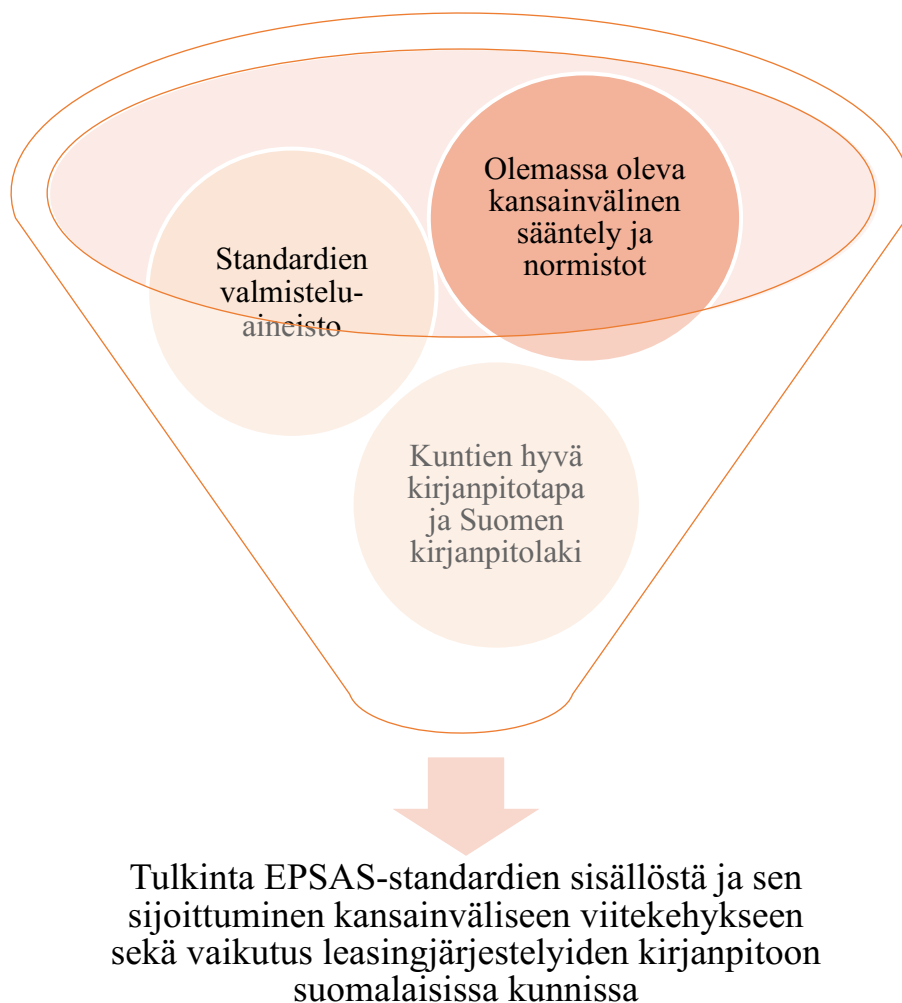 Olemassa oleva
kansainvälinen
sääntely ja
normistot
Standardien
valmistelu-
aineisto
Kuntien hyvä
kirjanpitotapa
ja Suomen
kirjanpitolaki
Tulkinta EPSAS-standardien sisällöstä ja sen
sijoittuminen kansainväliseen viitekehykseen
sekä vaikutus leasingjärjestelyiden kirjanpitoon
suomalaisissa kunnissa